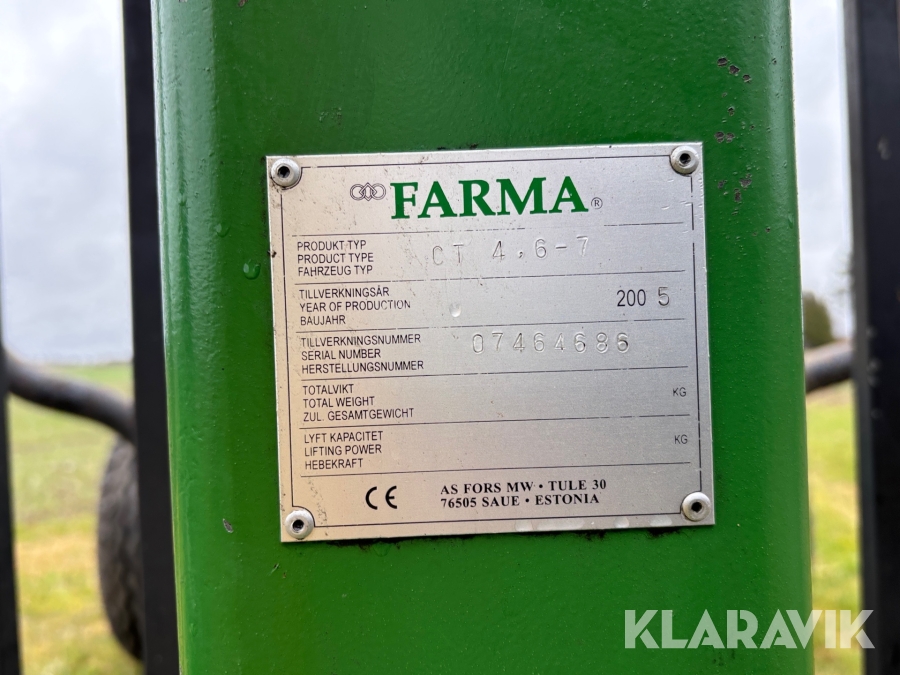 FARMA®
PRODUKT TYP
PRODUCT TYPE CT 4,6-7
FAHRZEUG TYP
TILLVERKNINGSÅR
YEAR OF PRODUCTION 2005
BAUJAHR
TILLVERKNINGSNUMMER
SERIAL NUMBER 07464686
HERSTELLUNGSNUMMER
TOTALVIKT
TOTAL WEIGHT KG
ZUL. GESAMTGEWICHT
LYFT KAPACITET
LIFTING POWER KG
HEBEKRAFT
CE AS FORS MW • TULE 30
76505 SAUE • ESTONIA
KLARAVIK